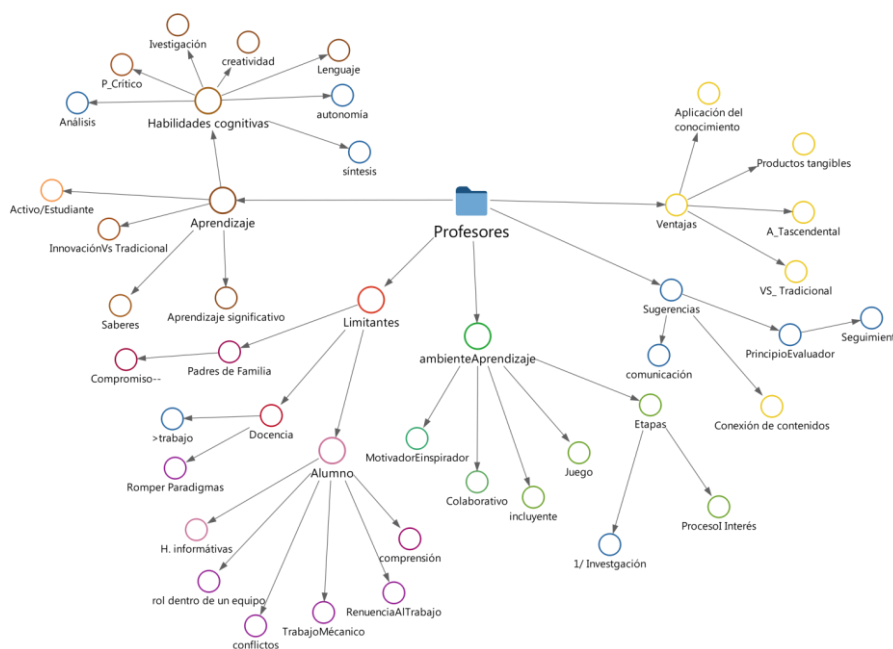 Ivestigación
creatividad
P_Crítico
Lenguaje
Análisis
autonomía
Habilidades cognitivas
síntesis
Aplicación del
conocimiento
Productos tangibles
Activo/Estudiante
Aprendizaje
Profesores
Ventajas
A_Tascendental
InnovaciónVs Tradicional
VS_ Tradicional
Saberes
Aprendizaje significativo
Limitantes
Sugerencias
Seguimient
PrincipioEvaluador
ambienteAprendizaje
comunicación
Compromiso--
Padres de Familia
>trabajo
Docencia
Etapas
Conexión de contenidos
MotivadorEinspirador
Juego
Romper Paradigmas
Alumno
Colaborativo
incluyente
ProcesoI Interés
H. informátivas
comprensión
1/ Investgación
rol dentro de un equipo
RenuenciaAlTrabajo
TrabajoMécanico
conflictos